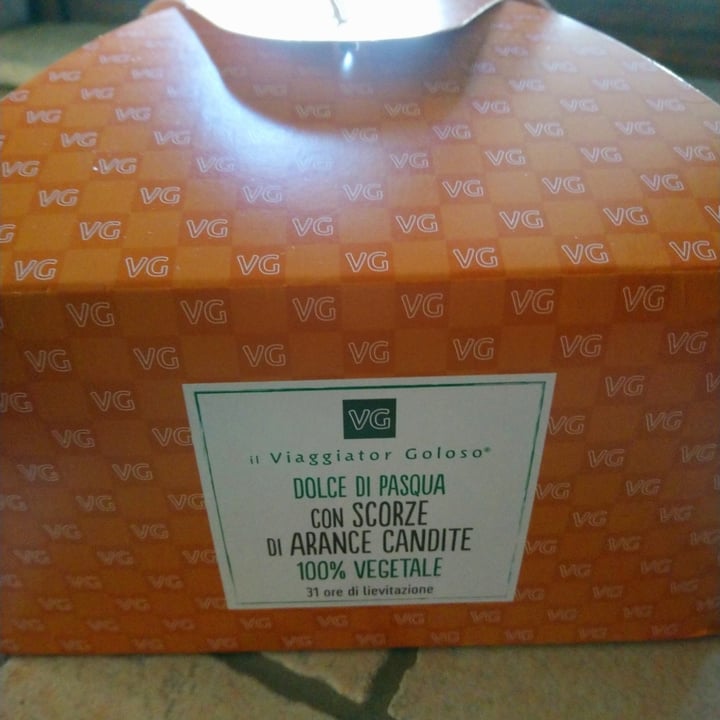 VG
il Viaggiator Goloso®
DOLCE DI PASQUA
CON SCORZE
DI ARANCE CANDITE
100% VEGETALE
31 ore di lievitazione